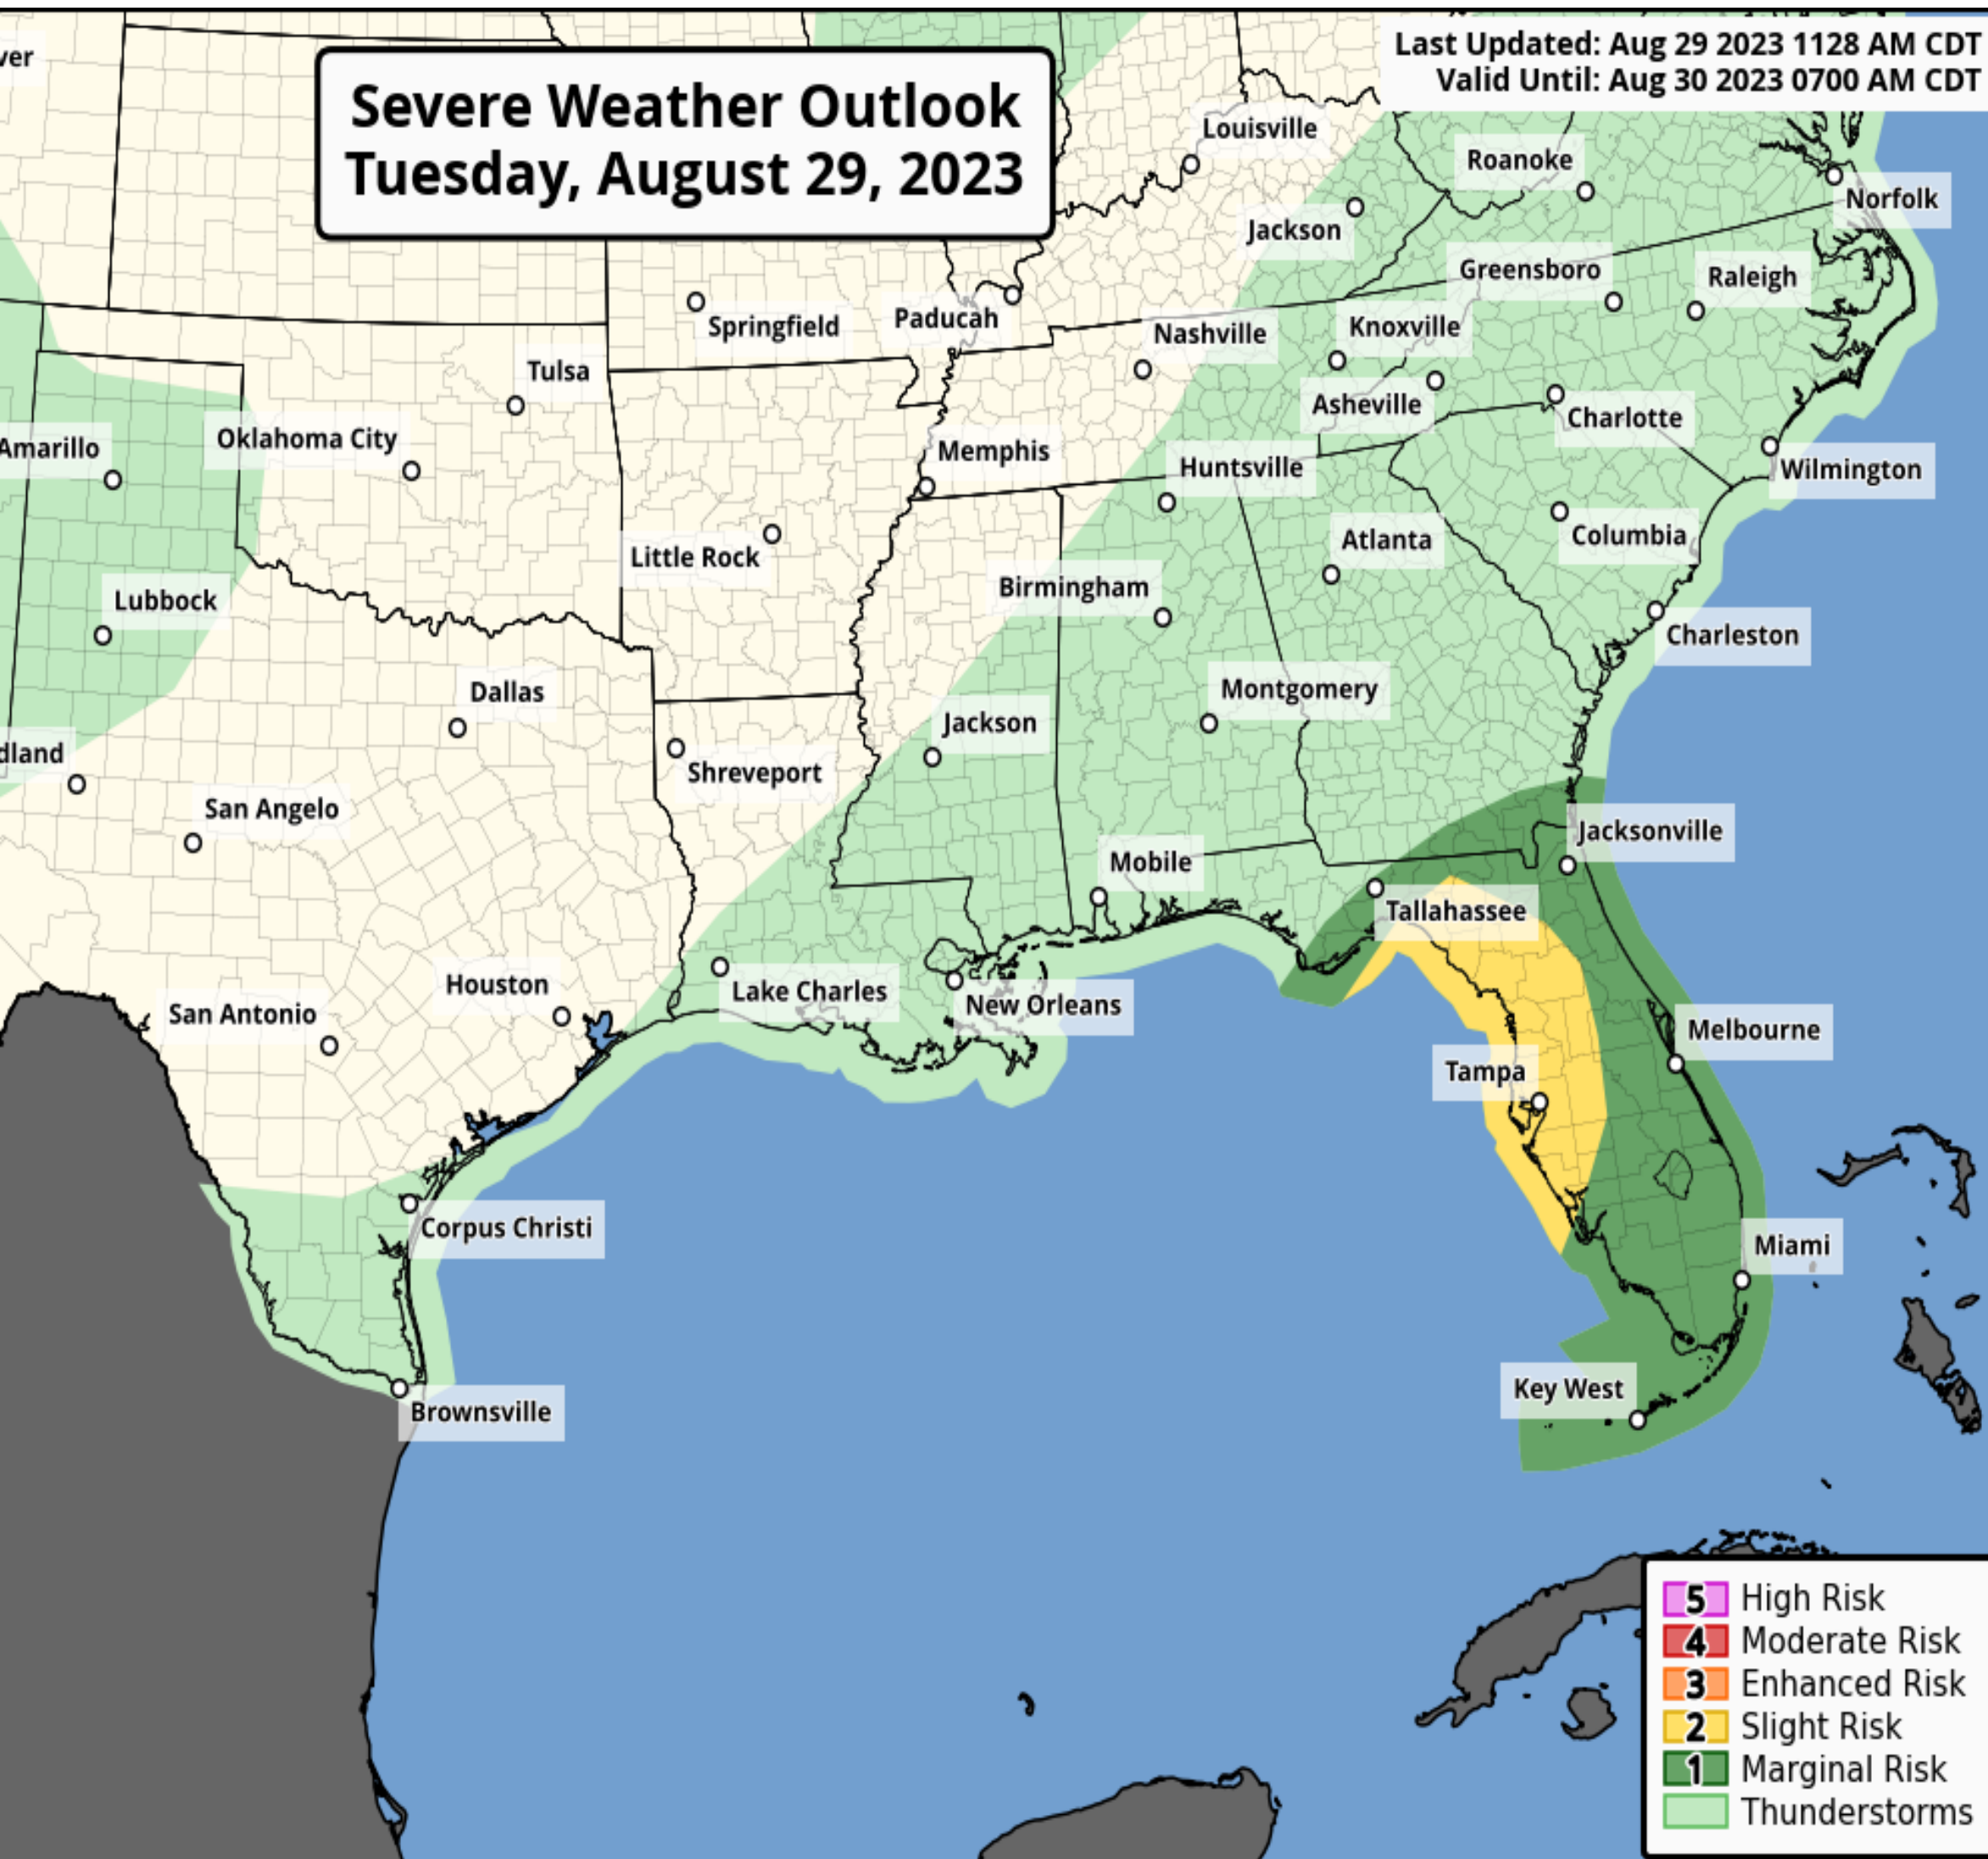 Severe Weather Outlook
Tuesday, August 29, 2023
Last Updated: Aug 29 2023 1128 AM CDT
Valid Until: Aug 30 2023 0700 AM CDT
ver
Louisville
Roanoke
Norfolk
Jackson
Greensboro
Raleigh
Springfield
Paducah
Nashville
Knoxville
Tulsa
Asheville
Charlotte
Amarillo
Oklahoma City
Memphis
Huntsville
Wilmington
Little Rock
Atlanta
Columbia
Lubbock
Birmingham
Charleston
Dallas
Montgomery
Jackson
dland
Shreveport
San Angelo
Jacksonville
Mobile
Tallahassee
Houston
Lake Charles
New Orleans
San Antonio
Melbourne
Tampa
Corpus Christi
Miami
Key West
Brownsville
5 High Risk
4 Moderate Risk
3 Enhanced Risk
2 Slight Risk
1 Marginal Risk
Thunderstorms